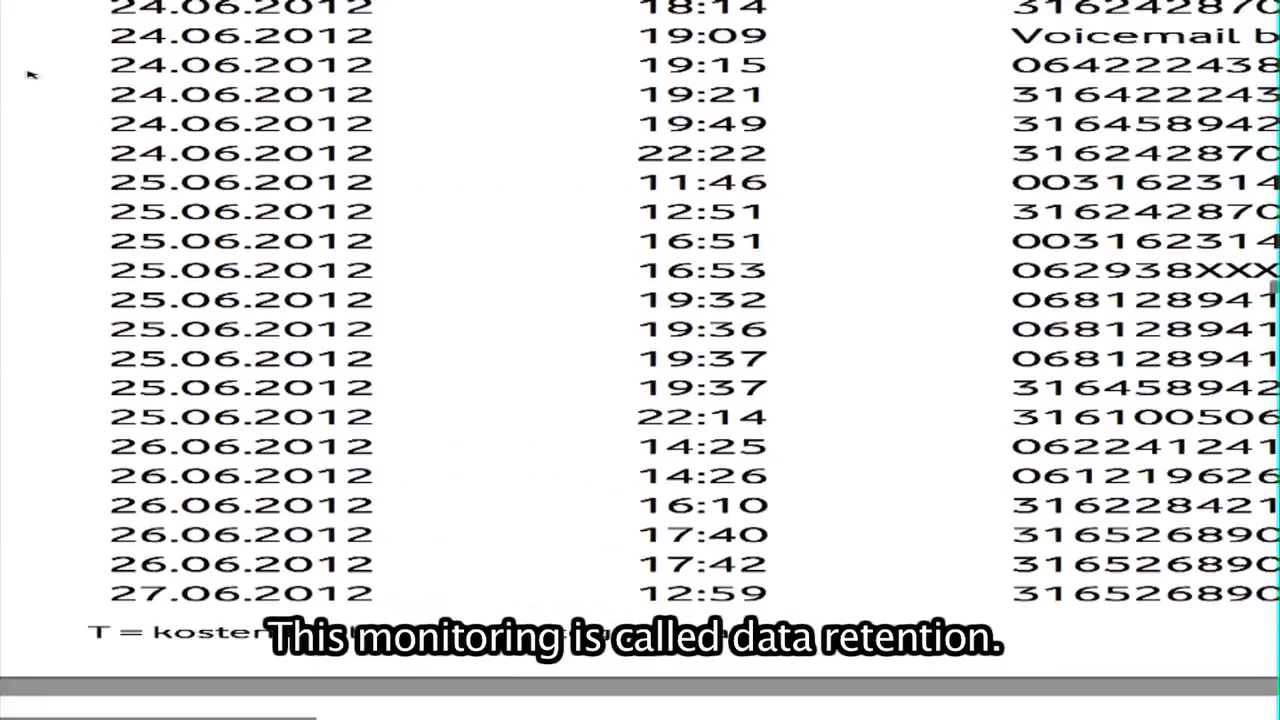 24.06.2012 18:14 316242870
24.06.2012 19:09 Voicemail b
24.06.2012 19:15 064222438
24.06.2012 19:21 316422243
24.06.2012 19:49 316458942
24.06.2012 22:22 316242870
25.06.2012 11:46 003162314
25.06.2012 12:51 316242870
25.06.2012 16:51 003162314
25.06.2012 16:53 062938XXX
25.06.2012 19:32 068128941
25.06.2012 19:36 068128941
25.06.2012 19:37 068128941
25.06.2012 19:37 316458942
25.06.2012 22:14 316100506
26.06.2012 14:25 062241241
26.06.2012 14:26 061219626
26.06.2012 16:10 316228421
26.06.2012 17:40 316526890
26.06.2012 17:42 316526890
27.06.2012 12:59 316526890
T = kosten
This monitoring is called data retention.